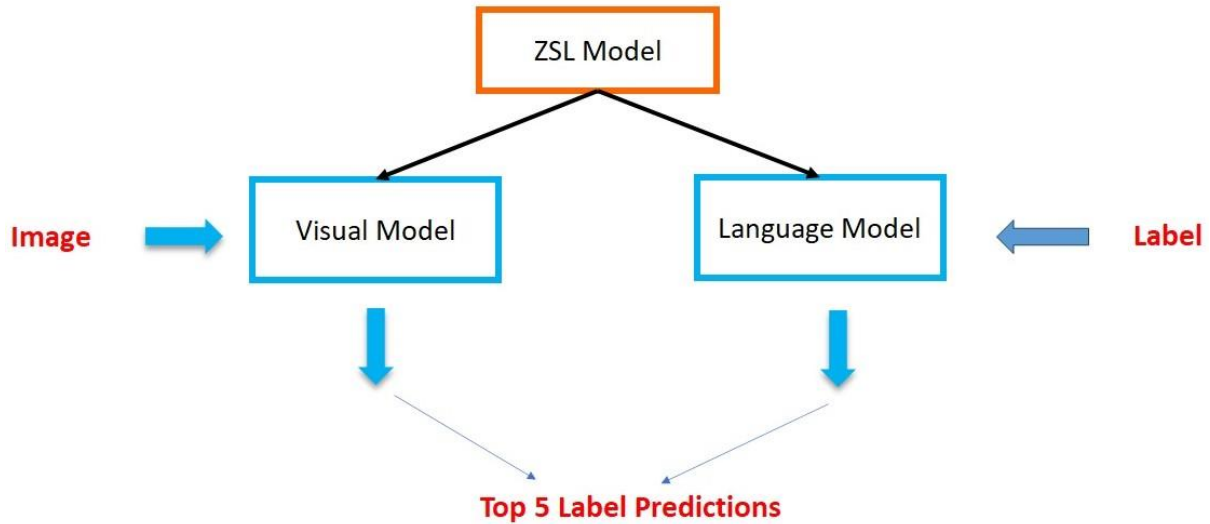 ZSL Model
Image
Visual Model
Language Model
Label
Top 5 Label Predictions